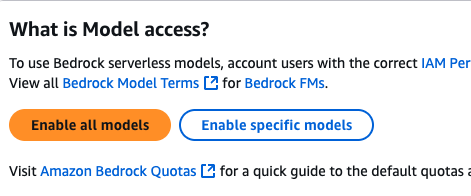 What is Model access?
To use Bedrock serverless models, account users with the correct IAM Per
View all Bedrock Model Terms for Bedrock FMs.
Enable all models Enable specific models
Visit Amazon Bedrock Quotas for a quick guide to the default quotas a